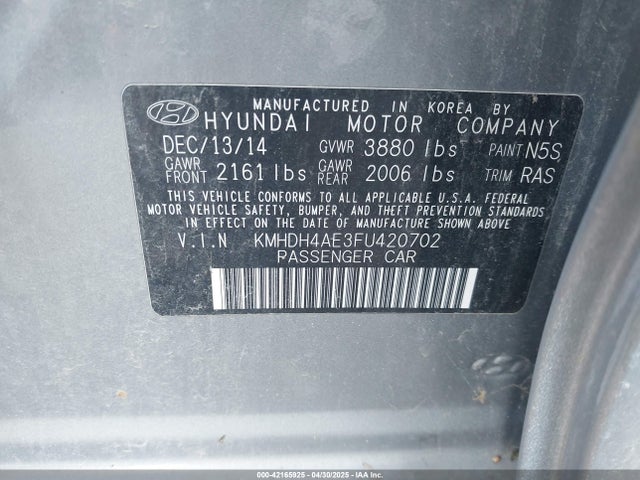 MANUFACTURED IN KOREA BY
HYUNDAI MOTOR COMPANY
DEC/13/14 GVWR 3880 lbs PAINT N5S
GAWR FRONT 2161 lbs GAWR REAR 2006 lbs TRIM RAS
THIS VEHICLE CONFORMS TO ALL APPLICABLE U.S.A. FEDERAL
MOTOR VEHICLE SAFETY, BUMPER, AND THEFT PREVENTION
STANDARDS IN EFFECT ON THE DATE OF MANUFACTURE SHOWN ABOVE.
V.I.N KMHDH4AE3FU420702
PASSENGER CAR
000-42165925 - 04/30/2025 - IAAI.COM